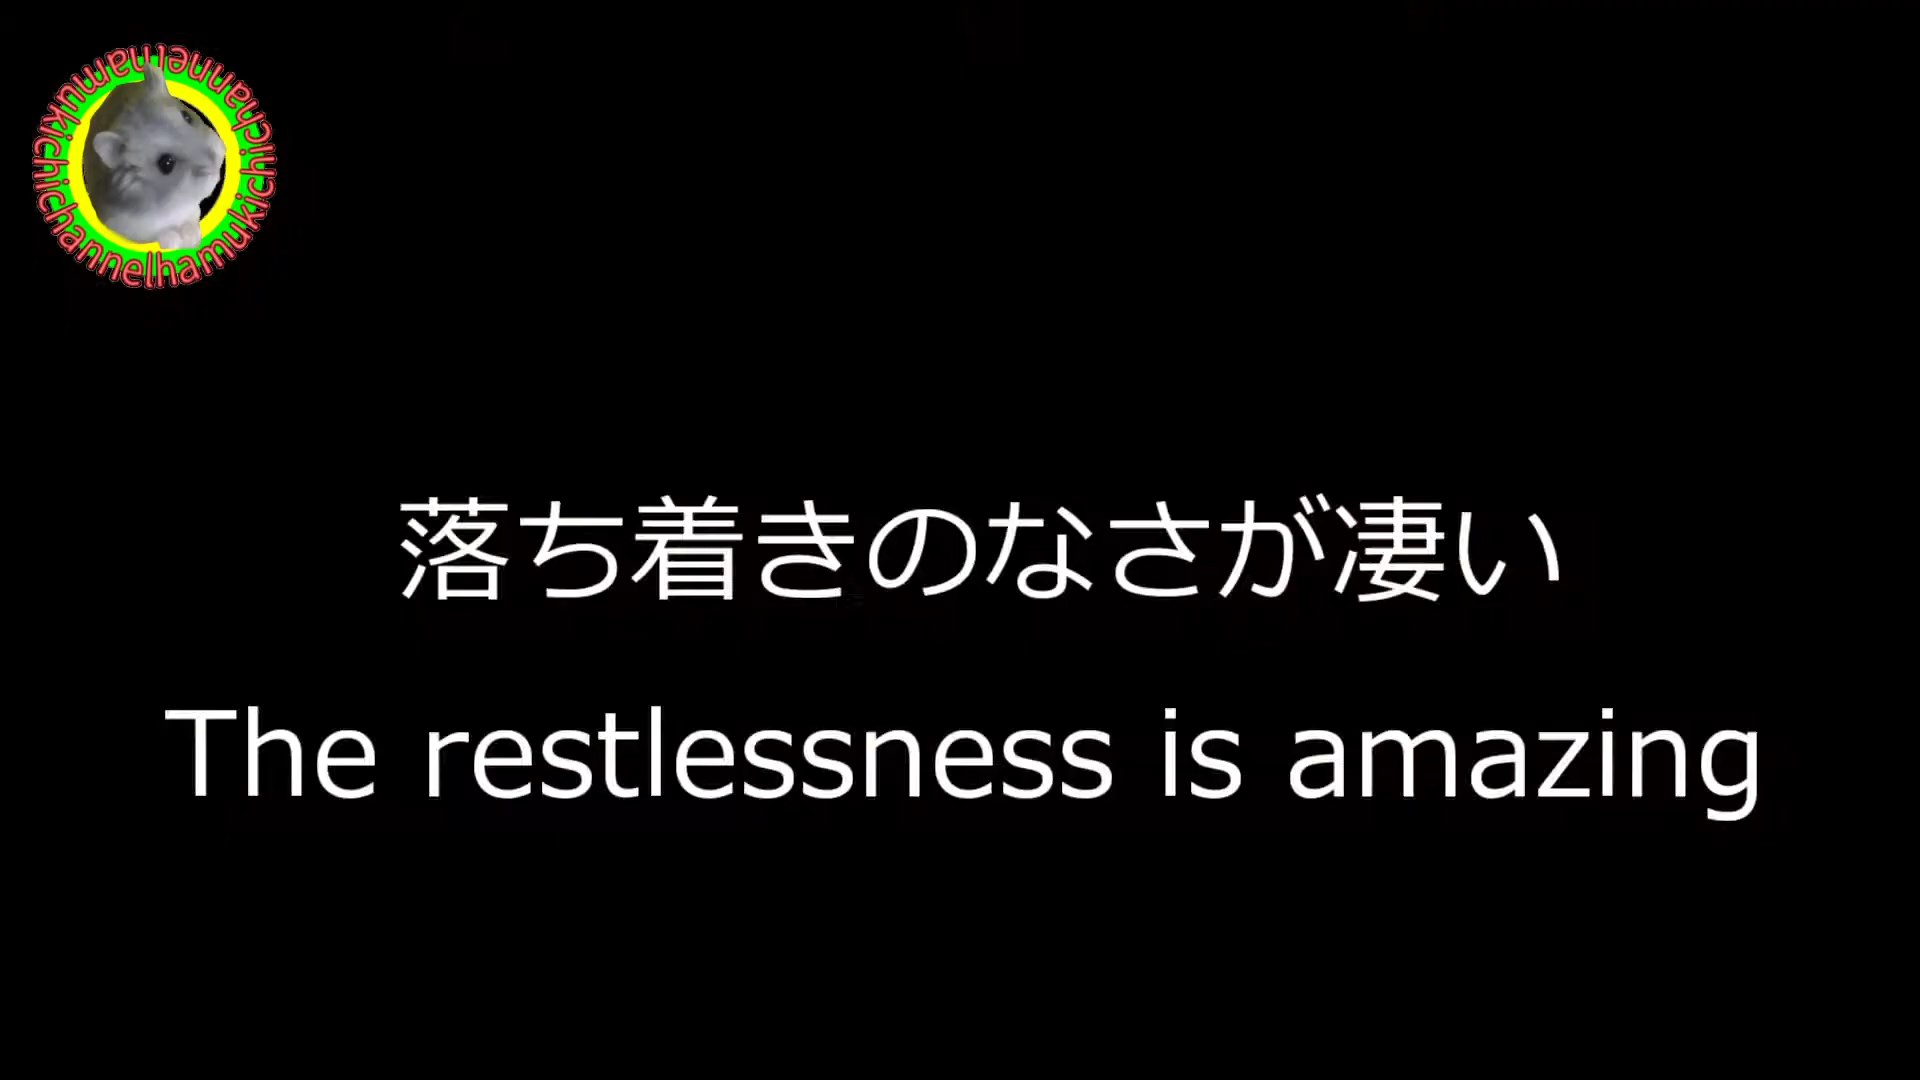 hamukichichannelhamukichichannel
落ち着きのなさが凄い
The restlessness is amazing